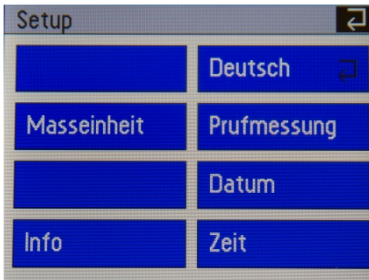 Setup
Deutsch
Masseinheit
Prufmessung
Datum
Info
Zeit